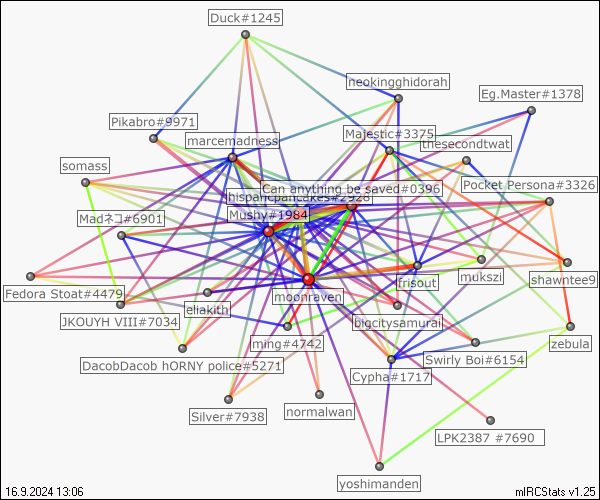 Duck#1245
neokingghidorah
Eg.Master#1378
Pikabro#9971
marcemadness
Majestic#3375
thesecondtwat
somass
Can anything be saved#0396
Pocket Persona#3326
hispanicpancakes#2928
Mushy#1984
Madネコ#6901
Fedora Stoat#4479
moonraven
frisout
mukszi
shawntee9
JKOUYH VIII#7034
eliakith
bigcitysamurai
ming#4742
zebula
DacobDacob hORNY police#5271
Cypha#1717
Swirly Boi#6154
Silver#7938
normalwan
LPK2387 #7690
yoshimanden
16.9.2024 13:06
mIRCStats v1.25